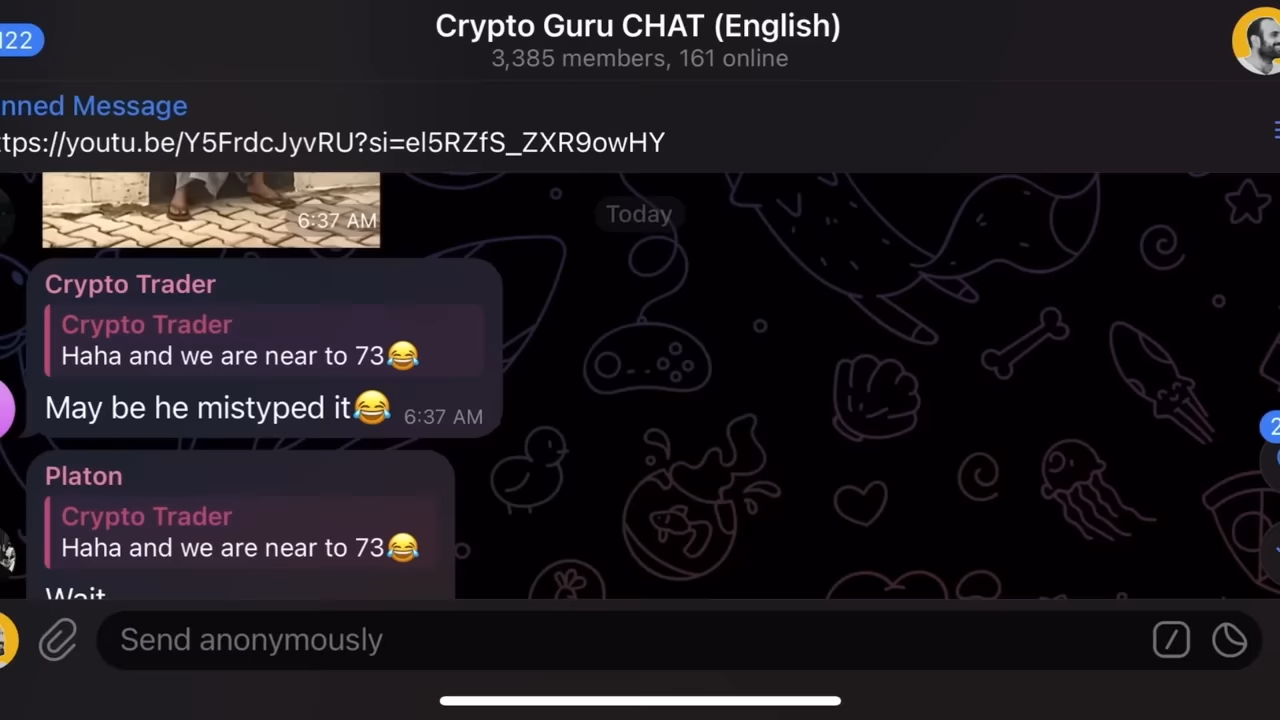 122
Crypto Guru CHAT (English)
3,385 members, 161 online
nned Message
ttps://youtu.be/Y5FrdcJyvRU?si=el5RZfS_ZXR9owHY
6:37 AM
Today
Crypto Trader
Crypto Trader
Haha and we are near to 73😂
May be he mistyped it😂 6:37 AM
Platon
Crypto Trader
Haha and we are near to 73😂
Wait
2
Send anonymously